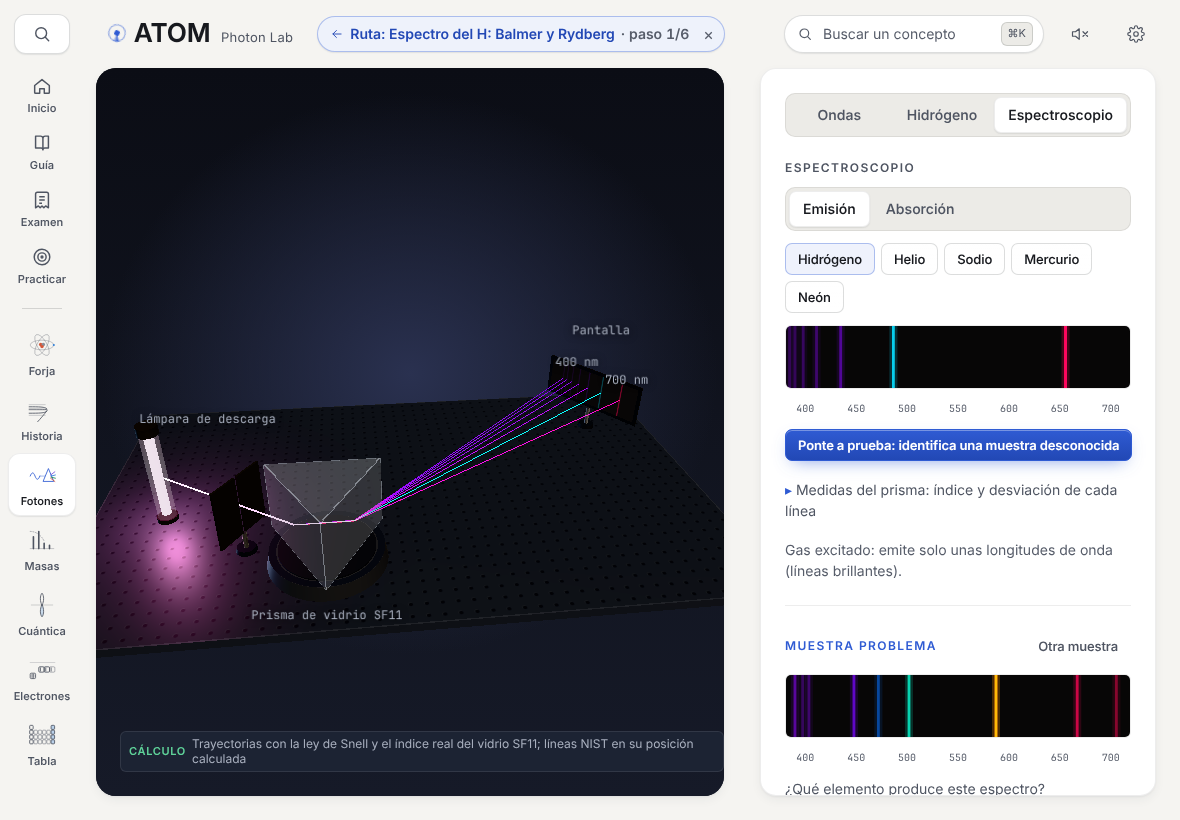 ATOM Photon Lab
← Ruta: Espectro del H: Balmer y Rydberg · paso 1/6 ×
Buscar un concepto ⌘K
Inicio
Guía
Examen
Practicar
Forja
Historia
Fotones
Masas
Cuántica
Electrones
Tabla
Pantalla
400 nm
700 nm
Lámpara de descarga
Prisma de vidrio SF11
CÁLCULO Trayectorias con la ley de Snell y el índice real del vidrio SF11; líneas NIST en su posición
calculada
Ondas Hidrógeno Espectroscopio
ESPECTROSCOPIO
Emisión Absorción
Hidrógeno Helio Sodio Mercurio
Neón
400 450 500 550 600 650 700
Ponte a prueba: identifica una muestra desconocida
▸ Medidas del prisma: índice y desviación de cada
línea
Gas excitado: emite solo unas longitudes de onda
(líneas brillantes).
MUESTRA PROBLEMA Otra muestra
400 450 500 550 600 650 700
¿Qué elemento produce este espectro?